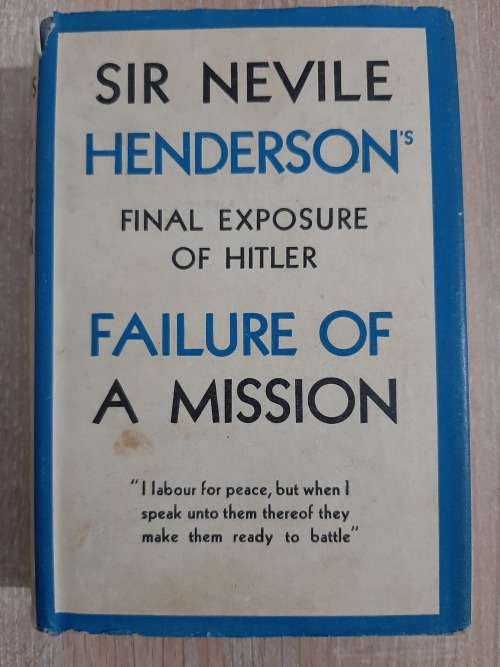 SIR NEVILE
HENDERSON'S
FINAL EXPOSURE
OF HITLER
FAILURE OF
A MISSION
"I labour for peace, but when I
speak unto them thereof they
make them ready to battle"